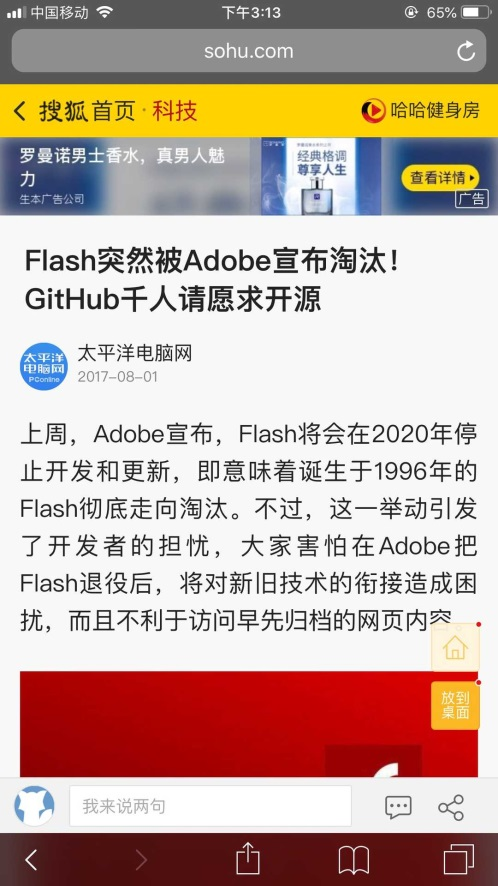 中国移动 下午3:13 65%
sohu.com
搜狐首页·科技 哈哈健身房
罗曼诺男士香水，真男人魅
力
生本广告公司
经典格调
尊享人生
查看详情
广告
Flash突然被Adobe宣布淘汰！
GitHub千人请愿求开源
太平洋
电脑网
PConline
太平洋电脑网
2017-08-01
上周，Adobe宣布，Flash将会在2020年停
止开发和更新，即意味着诞生于1996年的
Flash彻底走向淘汰。不过，这一举动引发
了开发者的担忧，大家害怕在Adobe把
Flash退役后，将对新旧技术的衔接造成困
扰，而且不利于访问早先归档的网页内容
放到
桌面
我来说两句